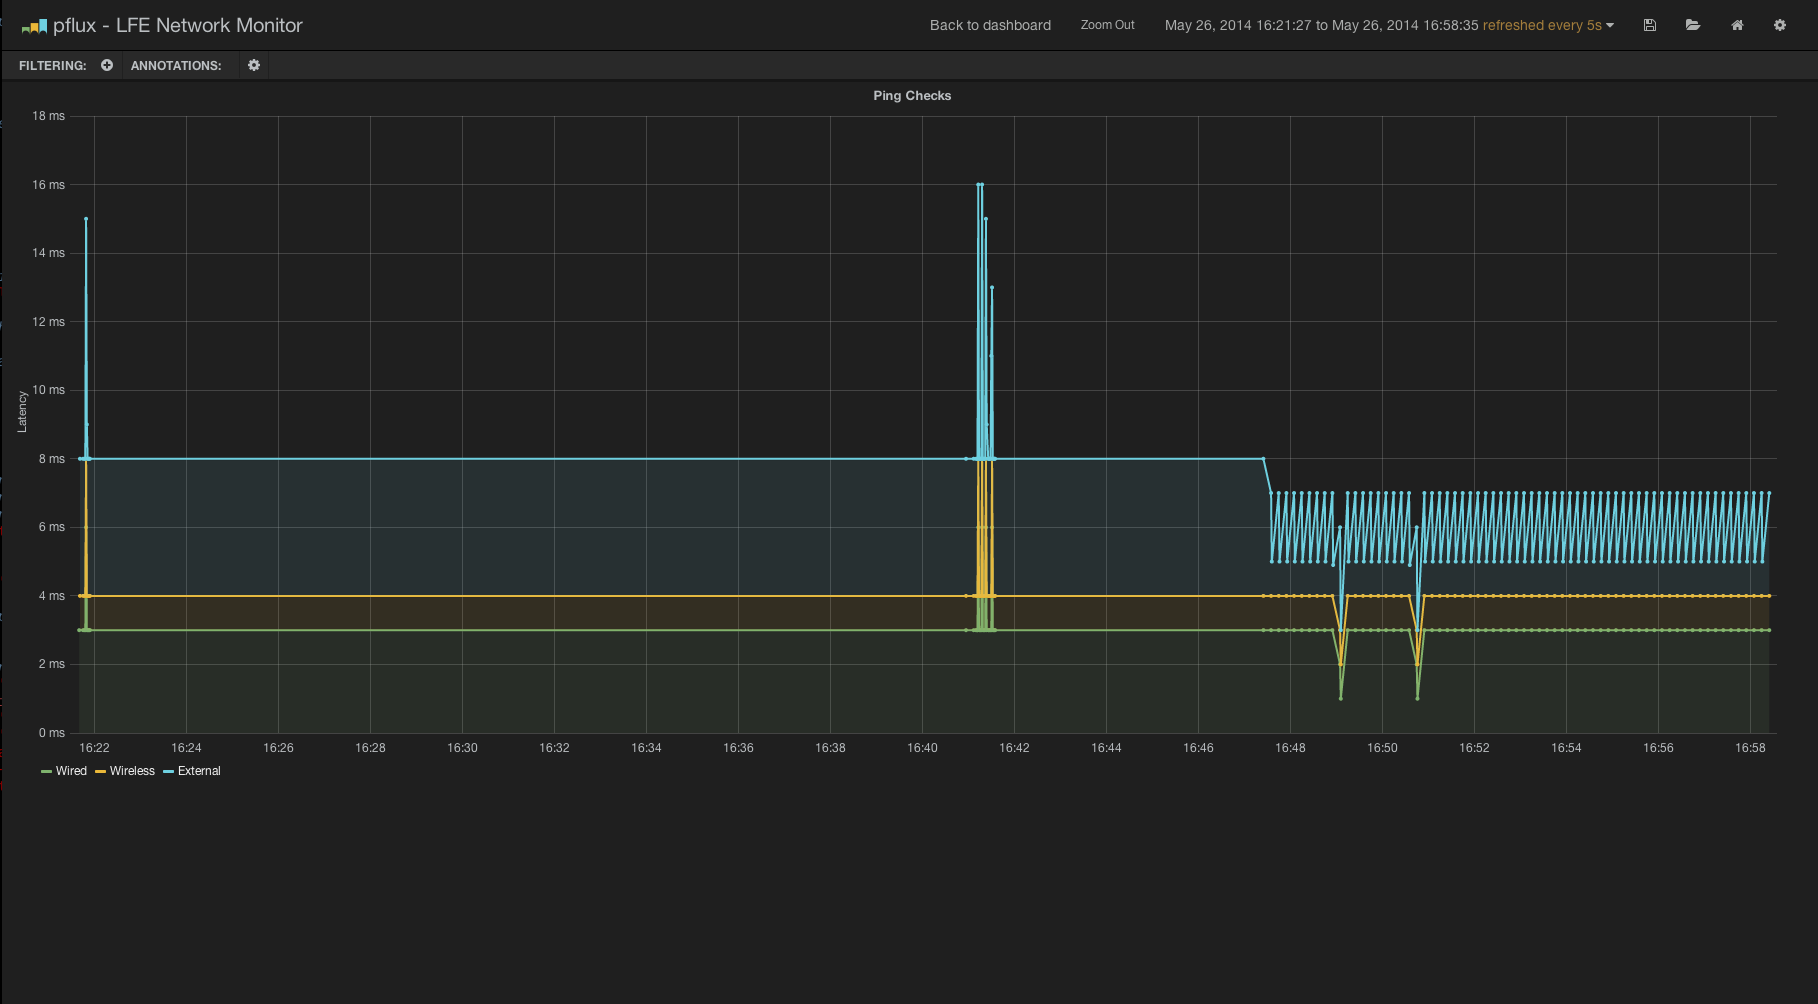 pflux - LFE Network Monitor
Back to dashboard Zoom Out May 26, 2014 16:21:27 to May 26, 2014 16:58:35 refreshed every 5s
FILTERING: ANNOTATIONS:
Ping Checks
18 ms
16 ms
14 ms
12 ms
10 ms
8 ms
6 ms
4 ms
2 ms
0 ms
Latency
16:22 16:24 16:26 16:28 16:30 16:32 16:34 16:36 16:38 16:40 16:42 16:44 16:46 16:48 16:50 16:52 16:54 16:56 16:58
Wired Wireless External